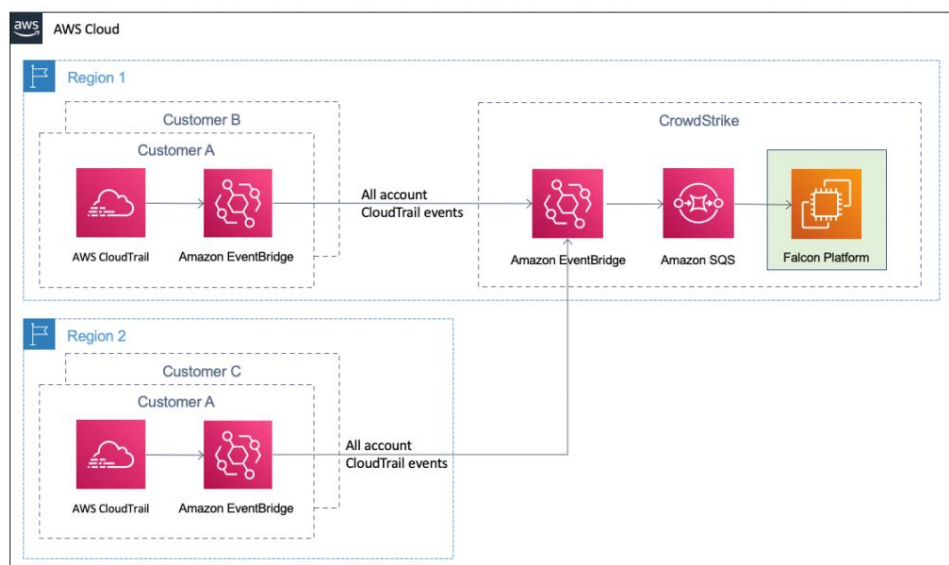 aws
AWS Cloud
Region 1
Customer B
Customer A
AWS CloudTrail
Amazon EventBridge
All account
CloudTrail events
CrowdStrike
Amazon EventBridge
Amazon SQS
Falcon Platform
Region 2
Customer C
Customer A
AWS CloudTrail
Amazon EventBridge
All account
CloudTrail events